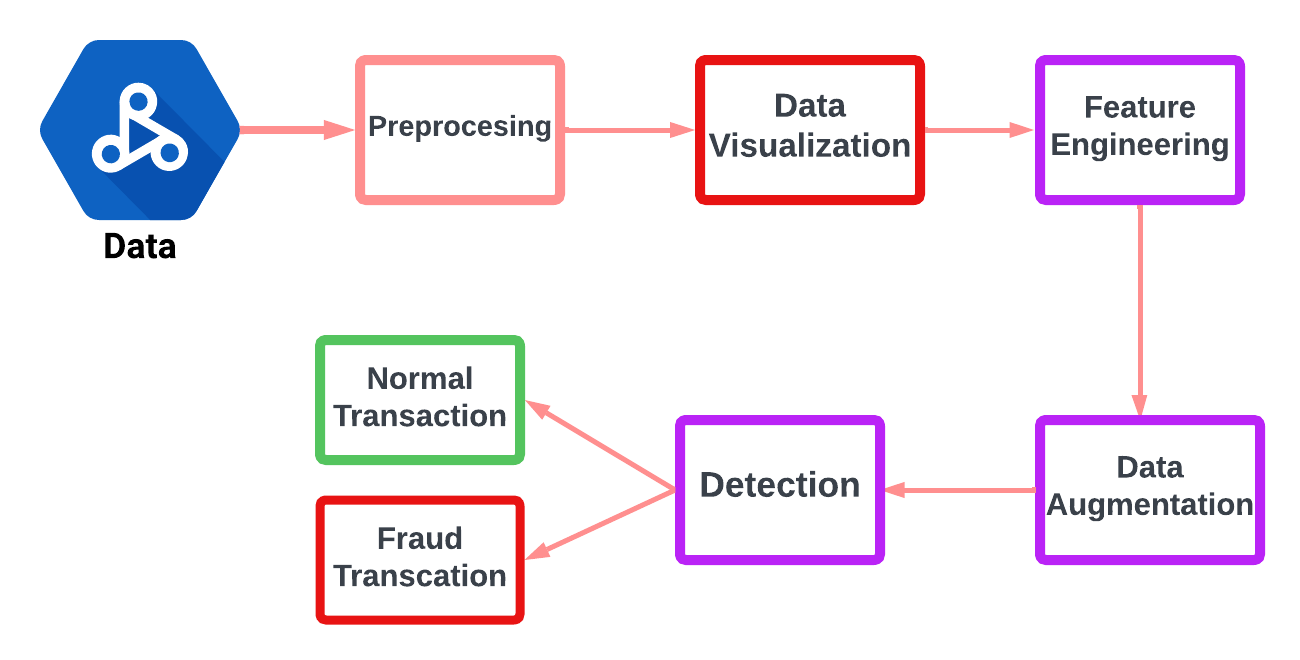 Data
Preprocesing
Data
Visualization
Feature
Engineering
Data
Augmentation
Detection
Normal
Transaction
Fraud
Transcation